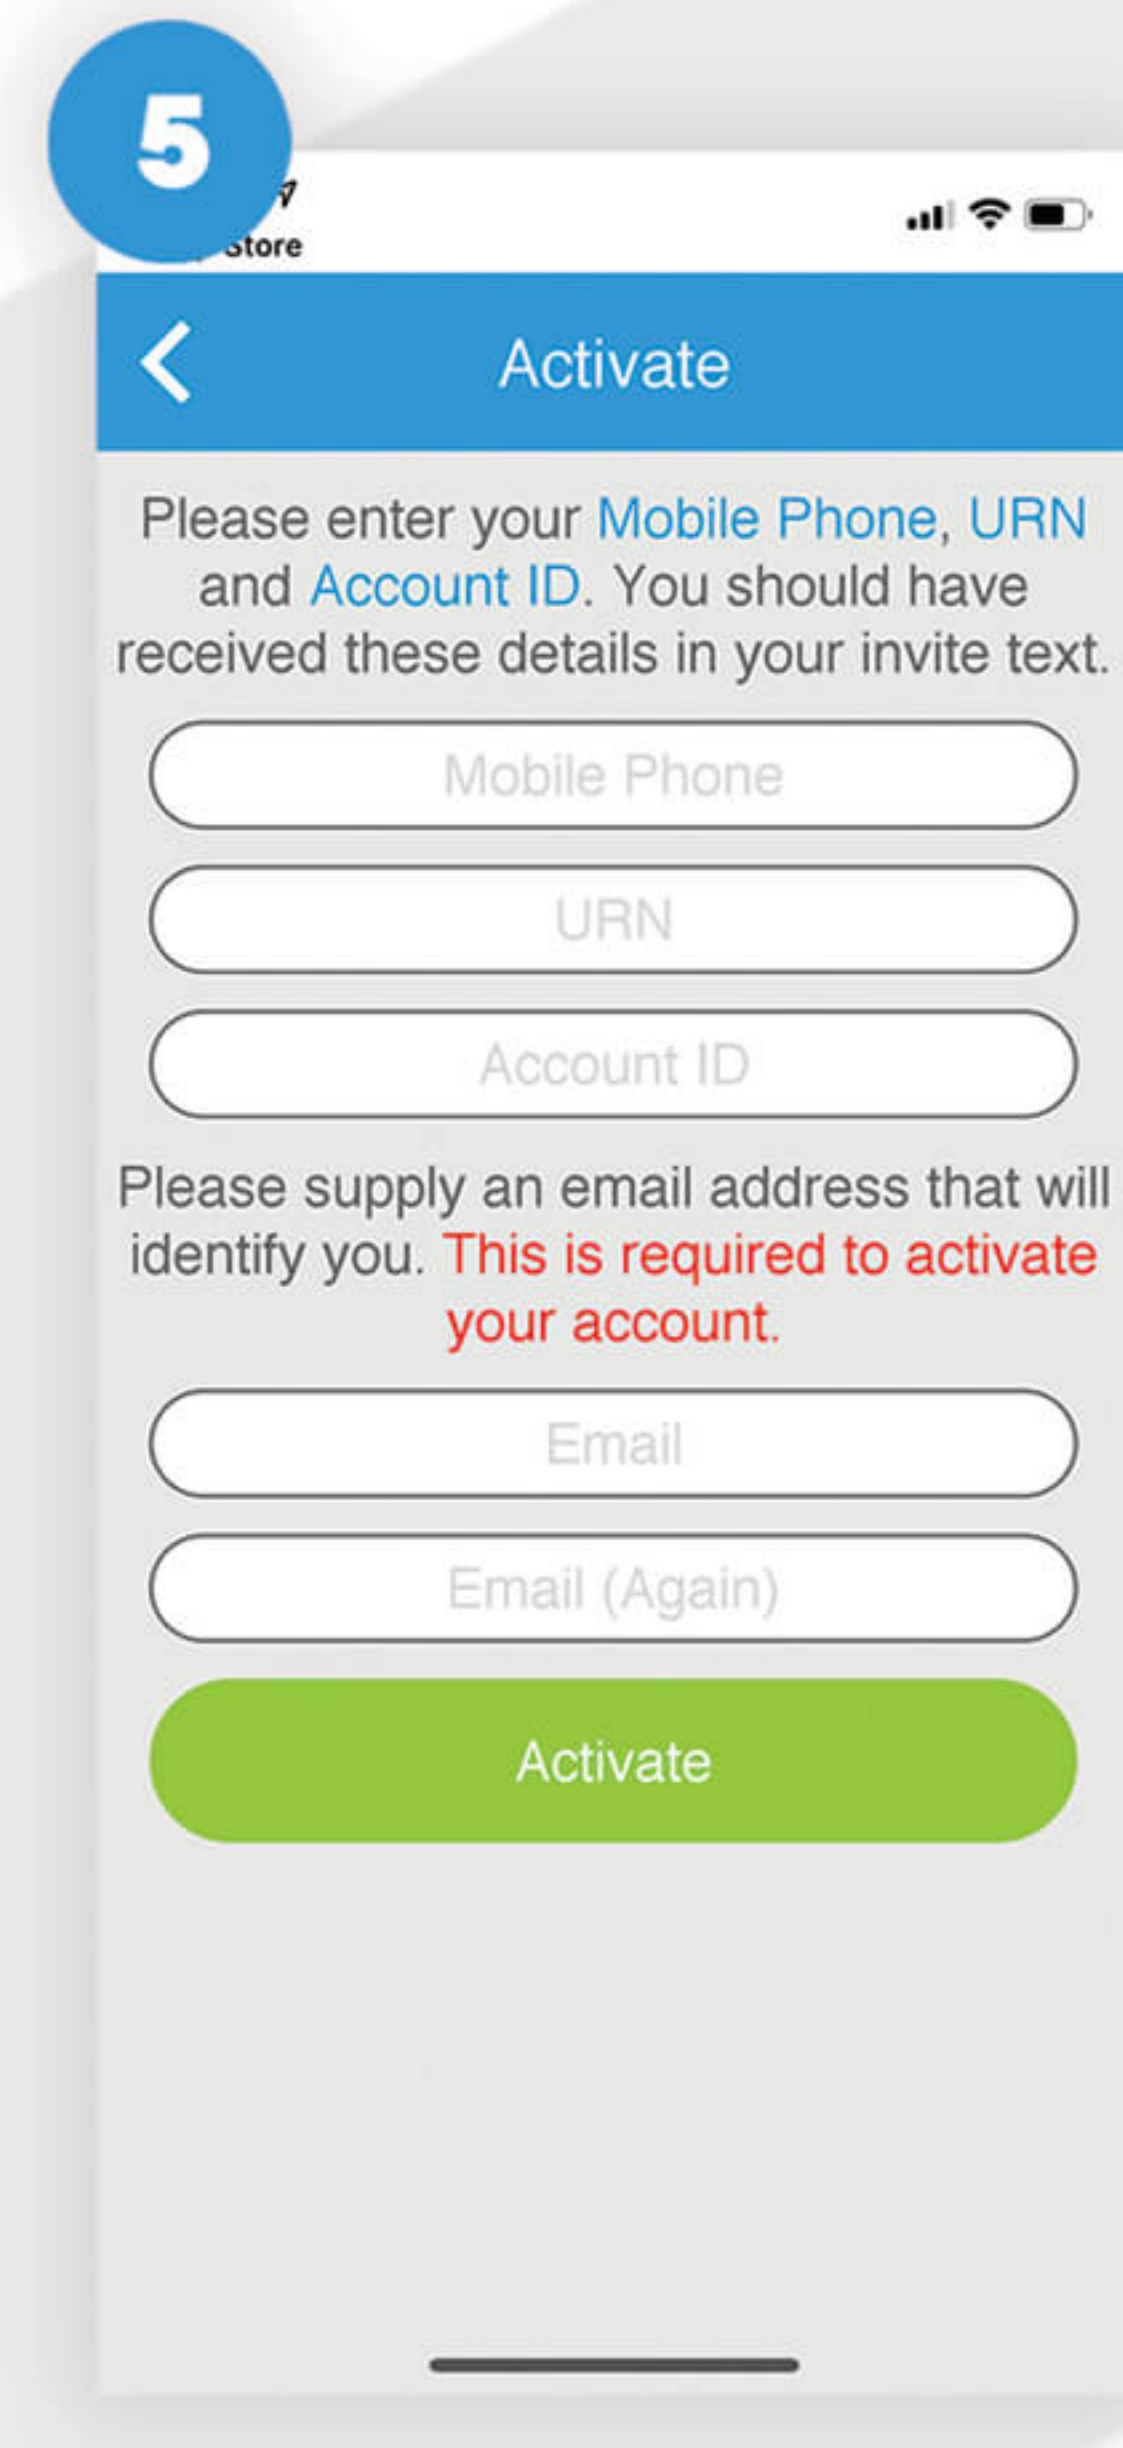 5
Store
Activate
Please enter your Mobile Phone, URN
and Account ID. You should have
received these details in your invite text.
Mobile Phone
URN
Account ID
Please supply an email address that will
identify you. This is required to activate
your account.
Email
Email (Again)
Activate